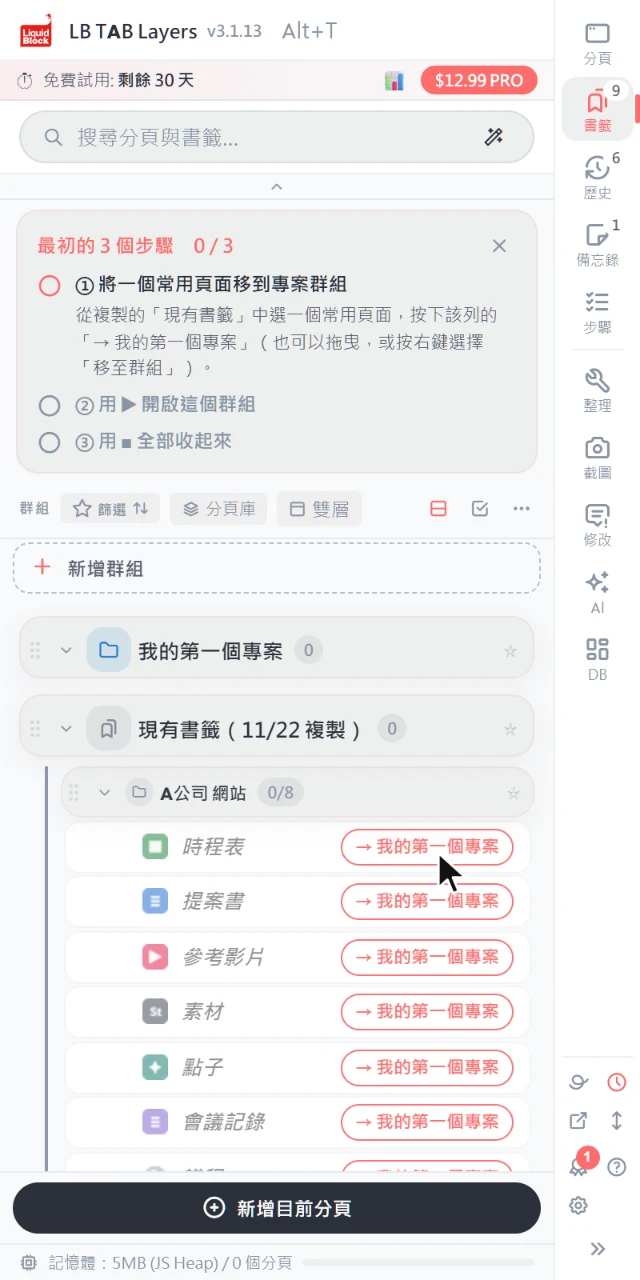 Liquid Block
LB TAB Layers v3.1.13 Alt+T
免費試用: 剩餘 30 天
$12.99 PRO
搜尋分頁與書籤...
最初的 3 個步驟 0 / 3
① 將一個常用頁面移到專案群組
從複製的「現有書籤」中選一個常用頁面，按下該列的
「→ 我的第一個專案」（也可以拖曳，或按右鍵選擇
「移至群組」）。
② 用 ▶ 開啟這個群組
③ 用 ■ 全部收起來
群組 篩選 分頁庫 雙層
新增群組
我的第一個專案 0
現有書籤（11/22 複製） 0
A公司 網站 0/8
時程表 → 我的第一個專案
提案書 → 我的第一個專案
參考影片 → 我的第一個專案
St 素材 → 我的第一個專案
點子 → 我的第一個專案
會議記錄 → 我的第一個專案
新增目前分頁
記憶體：5MB (JS Heap) / 0 個分頁
分頁
9
書籤
6
歷史
1
備忘錄
步驟
整理
截圖
修改
AI
DB
1